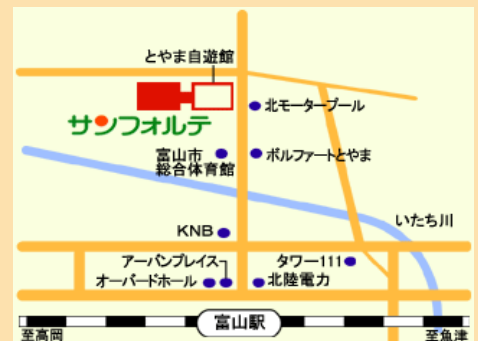 とやま自遊館
サンフォルテ
北モータープール
富山市
総合体育館
ボルファートとやま
いたち川
KNB
アーバンプレイス
タワー111
オーバードホール
北陸電力
富山駅
至高岡
至魚津